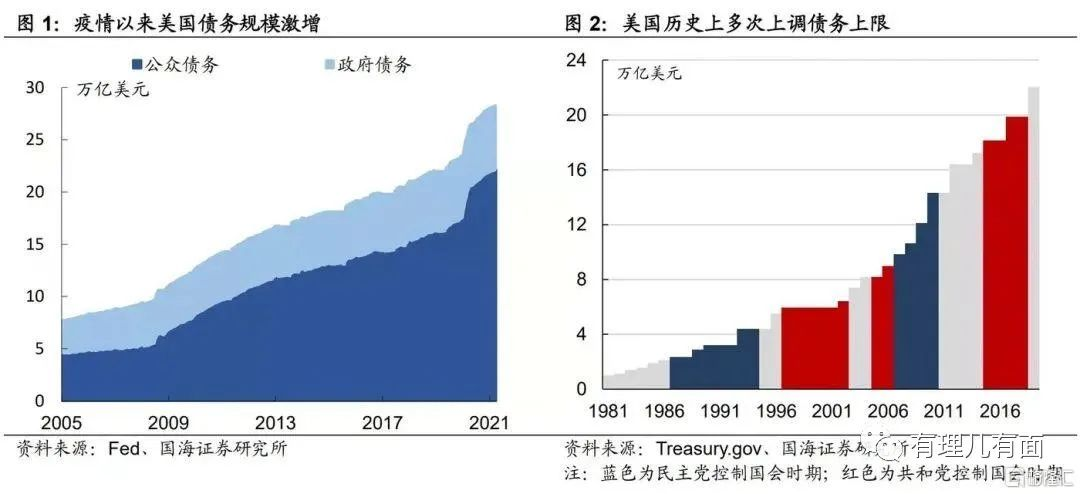 图 1：疫情以来美国债务规模激增
公众债务
政府债务
万亿美元
30
25
20
15
10
5
0
2005
2009
2013
2017
2021
资料来源：Fed、国海证券研究所
图 2：美国历史上多次上调债务上限
万亿美元
24
20
16
12
8
4
0
1981
1986
1991
1996
2001
2006
2011
2016
资料来源：Treasury.gov、国海证券研究所
有理儿有面
注：蓝色为民主党控制国会时期；红色为共和党控制国会时期